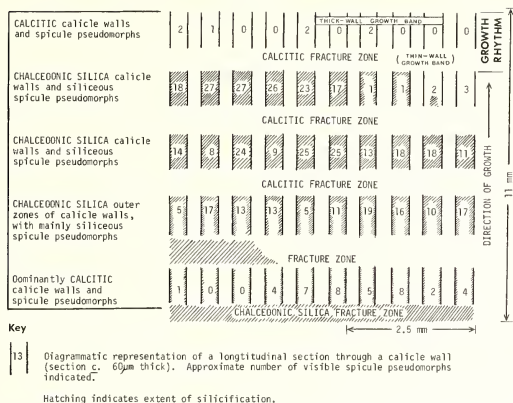 CALCITIC calicle walls
and spicule pseudomorphs
THICK-WALL GROWTH BAND
2 1 0 0 2 0 2 0 0 0
CALCITIC FRACTURE ZONE
(THIN-WALL
GROWTH BAND)
GROWTH
RHYTHM
CHALCEDONIC SILICA calicle
walls and siliceous
spicule pseudomorphs
18 27 27 26 23 17 1 1 2 3
CALCITIC FRACTURE ZONE
CHALCEDONIC SILICA calicle
walls and siliceous
spicule pseudomorphs
14 8 24 9 25 25 13 18 18 11
CALCITIC FRACTURE ZONE
CHALCEDONIC SILICA outer
zones of calicle walls,
with mainly siliceous
spicule pseudomorphs
5 17 13 13 5 11 19 16 10 17
FRACTURE ZONE
Dominantly CALCITIC
calicle walls and
spicule pseudomorphs
1 0 0 4 7 8 5 8 2 4
CHALCEDONIC SILICA FRACTURE ZONE
2.5 mm
DIRECTION OF GROWTH
11 mm
Key
13
Diagrammatic representation of a longtitudinal section through a calicle wall
(section c. 60µm thick). Approximate number of visible spicule pseudomorphs
indicated.
Hatching indicates extent of silicification.